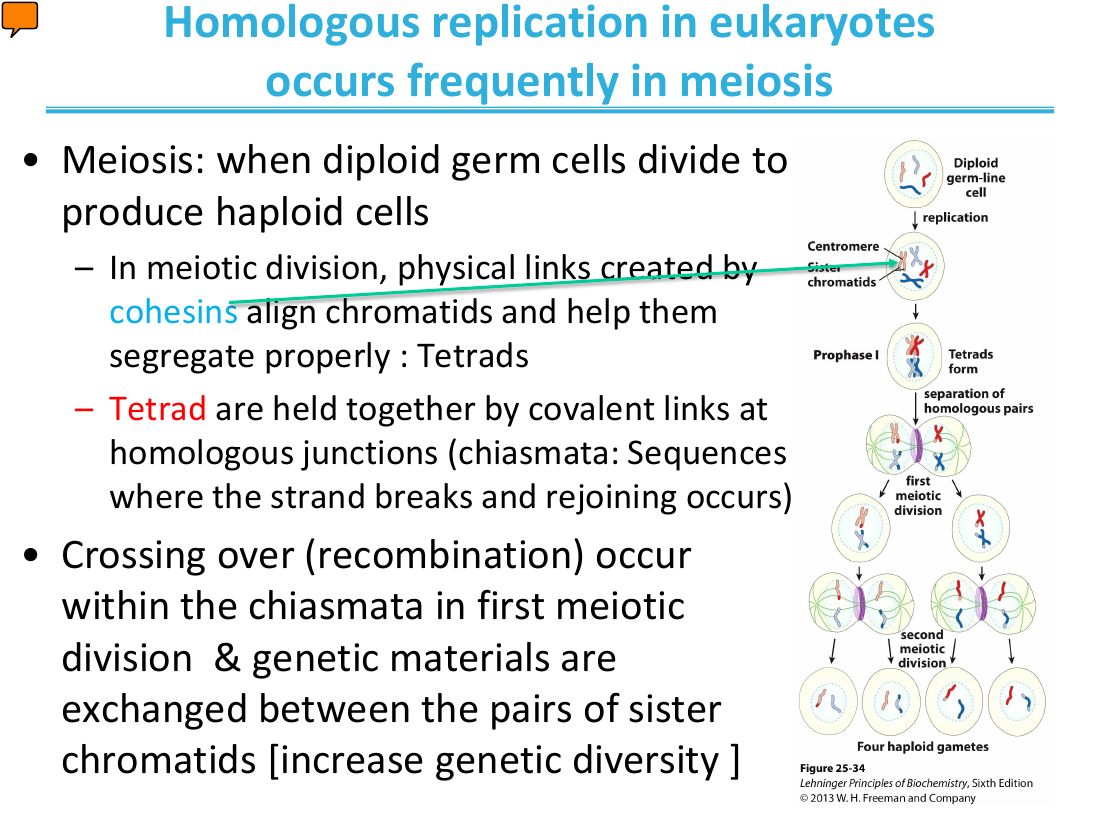 Homologous replication in eukaryotes
occurs frequently in meiosis
• Meiosis: when diploid germ cells divide to
produce haploid cells
– In meiotic division, physical links created by
cohesins align chromatids and help them
segregate properly : Tetrads
– Tetrad are held together by covalent links at
homologous junctions (chiasmata: Sequences
where the strand breaks and rejoining occurs)
• Crossing over (recombination) occur
within the chiasmata in first meiotic
division & genetic materials are
exchanged between the pairs of sister
chromatids [increase genetic diversity ]
Diploid
germ-line
cell
replication
Centromere
Sister
chromatids
Prophase I
Tetrads
form
separation of
homologous pairs
first
meiotic
division
second
meiotic
division
Four haploid gametes
Figure 25-34
Lehninger Principles of Biochemistry, Sixth Edition
© 2013 W. H. Freeman and Company